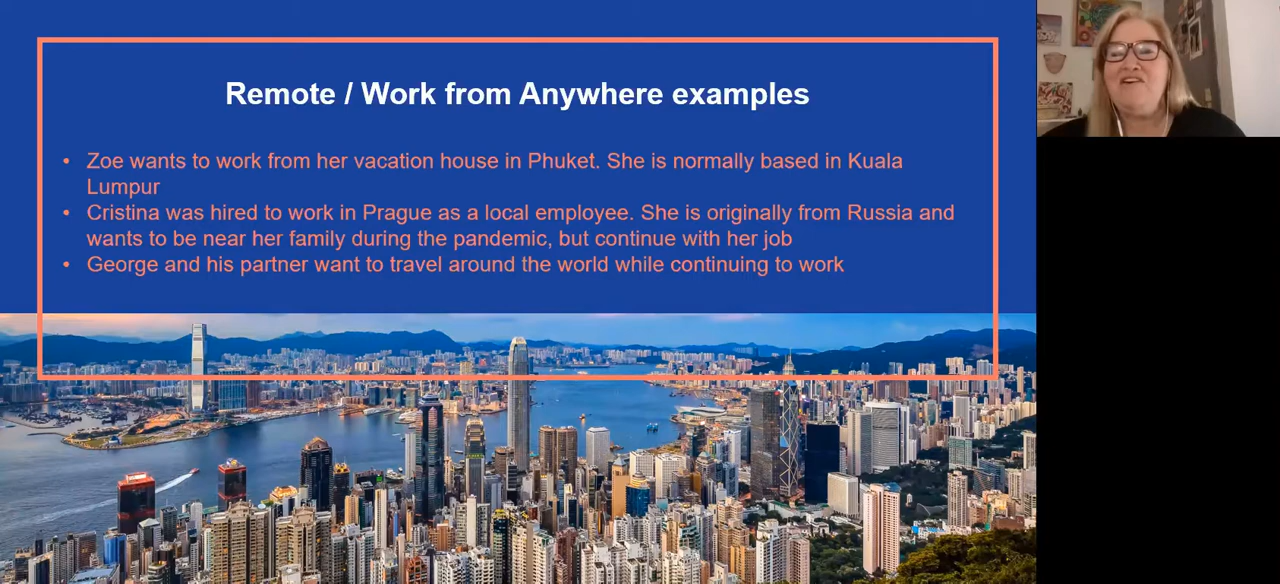 Remote / Work from Anywhere examples
• Zoe wants to work from her vacation house in Phuket. She is normally based in Kuala
Lumpur
• Cristina was hired to work in Prague as a local employee. She is originally from Russia and
wants to be near her family during the pandemic, but continue with her job
• George and his partner want to travel around the world while continuing to work